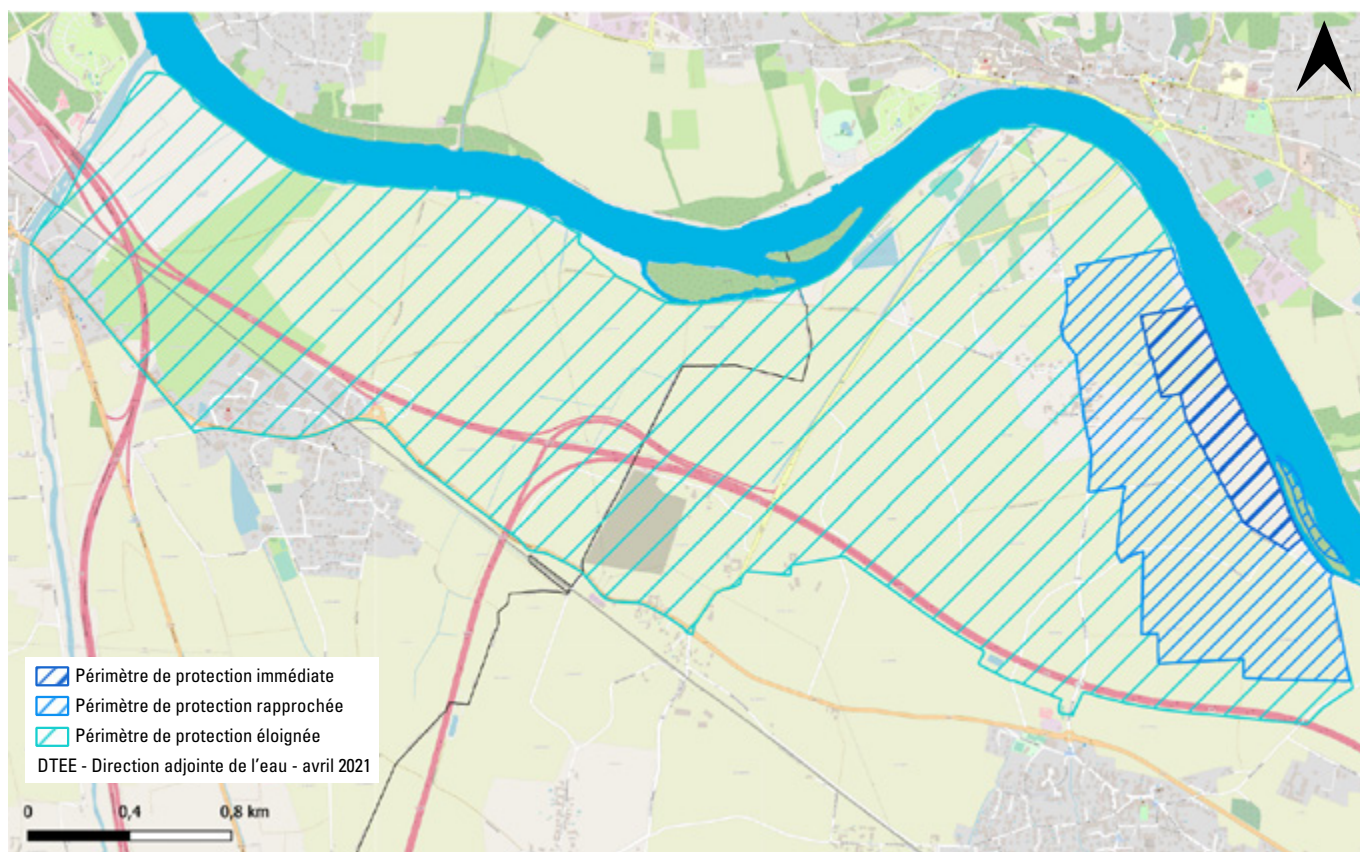 Périmètre de protection immédiate
Périmètre de protection rapprochée
Périmètre de protection éloignée
DTEE - Direction adjointe de l'eau - avril 2021
0 0,4 0,8 km